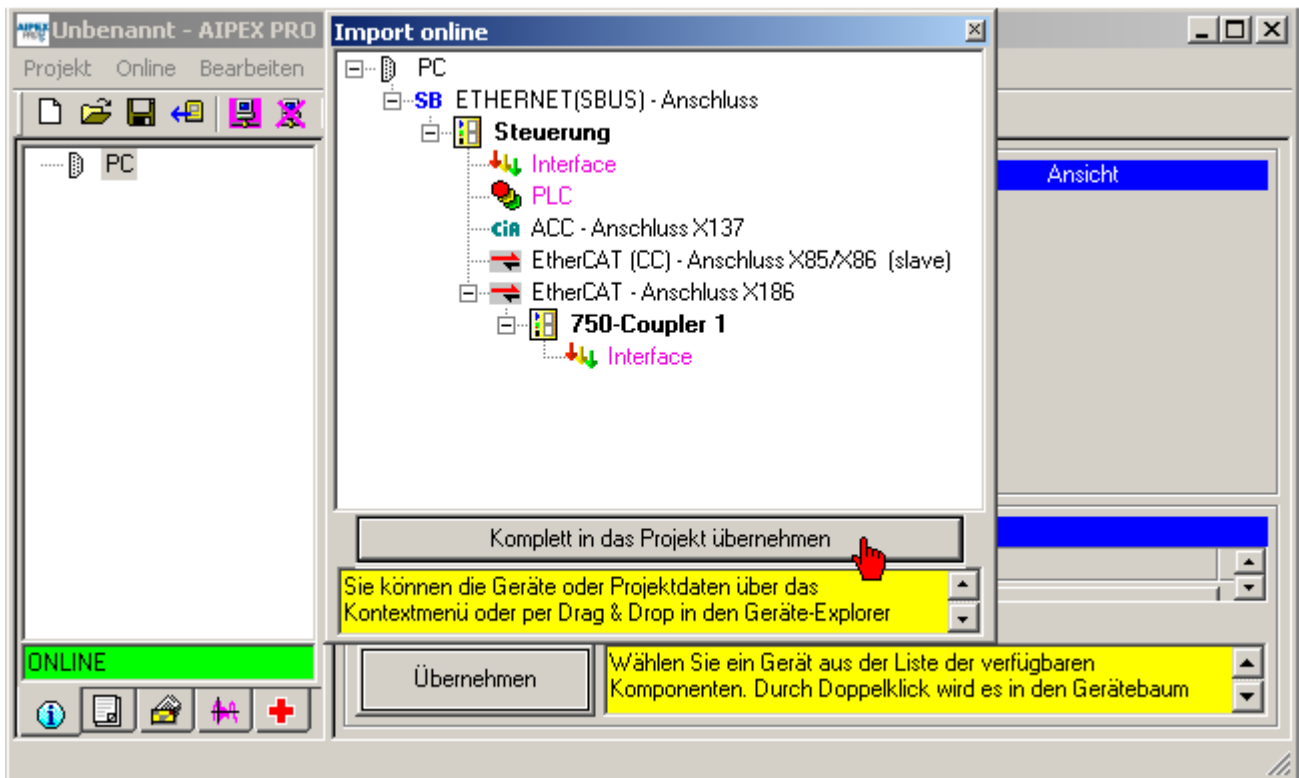 Unbenannt - AIPEX PRO
Projekt Online Bearbeiten
PC
ONLINE
Import online
PC
SB ETHERNET(SBUS) - Anschluss
Steuerung
Interface
PLC
CiA ACC - Anschluss X137
EtherCAT (CC) - Anschluss X85/X86 (slave)
EtherCAT - Anschluss X186
750-Coupler 1
Interface
Komplett in das Projekt übernehmen
Sie können die Geräte oder Projektdaten über das
Kontextmenü oder per Drag & Drop in den Geräte-Explorer
Ansicht
Übernehmen
Wählen Sie ein Gerät aus der Liste der verfügbaren
Komponenten. Durch Doppelklick wird es in den Gerätebaum